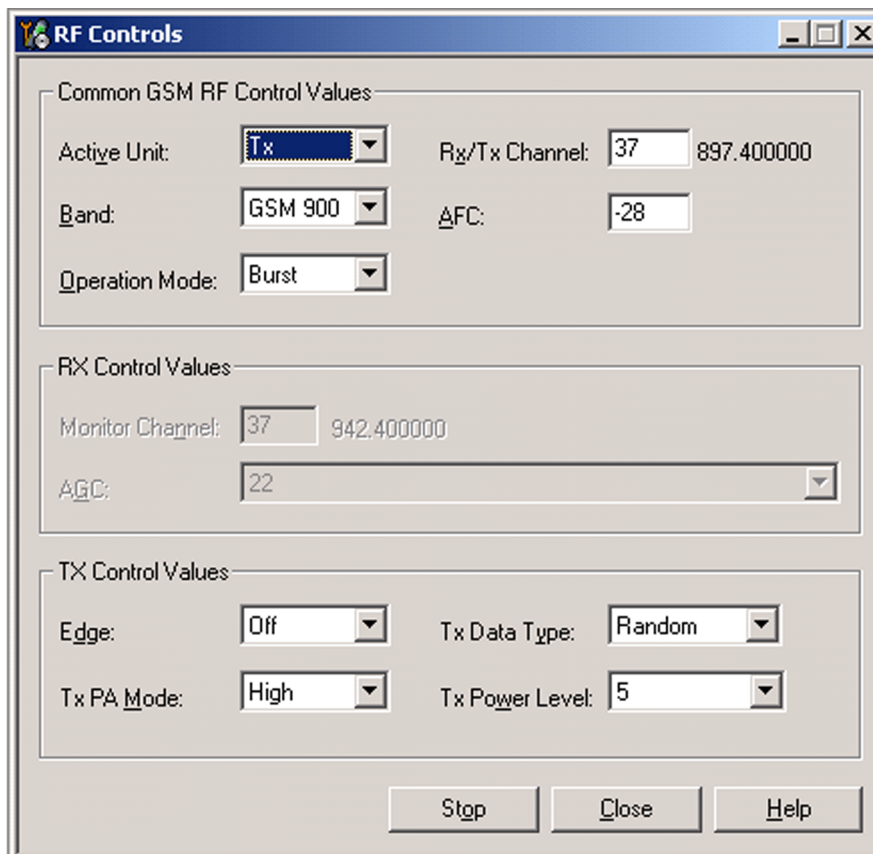 RF Controls
Common GSM RF Control Values
Active Unit: Tx Rx/Tx Channel: 37 897.400000
Band: GSM 900 AFC: -28
Operation Mode: Burst
RX Control Values
Monitor Channel: 37 942.400000
AGC: 22
TX Control Values
Edge: Off Tx Data Type: Random
Tx PA Mode: High Tx Power Level: 5
Stop Close Help